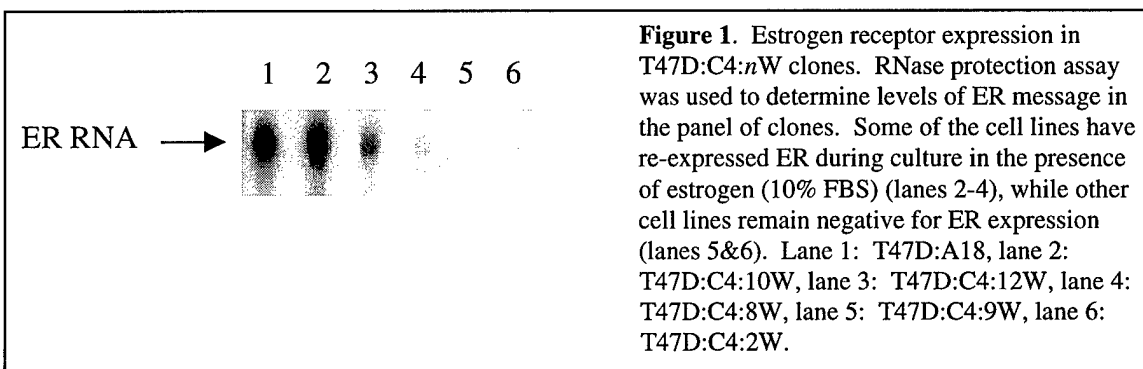 1 2 3 4 5 6
ER RNA
Figure 1. Estrogen receptor expression in
T47D:C4:nW clones. RNase protection assay
was used to determine levels of ER message in
the panel of clones. Some of the cell lines have
re-expressed ER during culture in the presence
of estrogen (10% FBS) (lanes 2-4), while other
cell lines remain negative for ER expression
(lanes 5&6). Lane 1: T47D:A18, lane 2:
T47D:C4:10W, lane 3: T47D:C4:12W, lane 4:
T47D:C4:8W, lane 5: T47D:C4:9W, lane 6:
T47D:C4:2W.